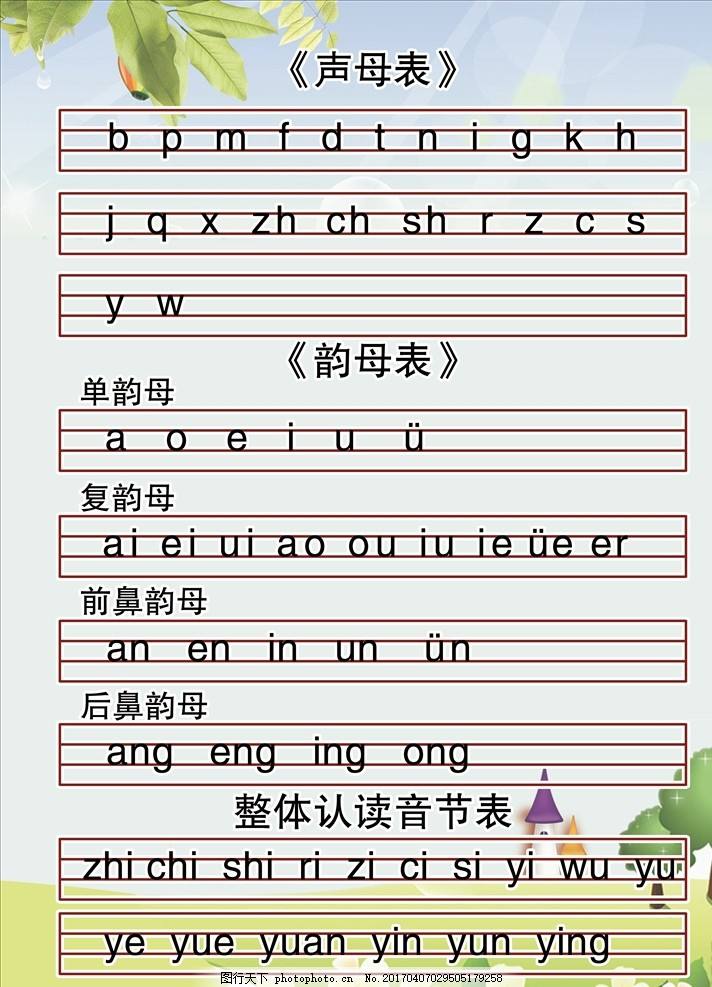 《声母表》
b p m f d t n i g k h
j q x zh ch sh r z c s
y w
《韵母表》
单韵母
a o e i u ü
复韵母
ai ei ui ao ou iu ie üe er
前鼻韵母
an en in un ün
后鼻韵母
ang eng ing ong
整体认读音节表
zhi chi shi ri zi ci si yi wu yu
ye yue yuan yin yun ying
图行天下 photophoto.cn No.20170407029505179258